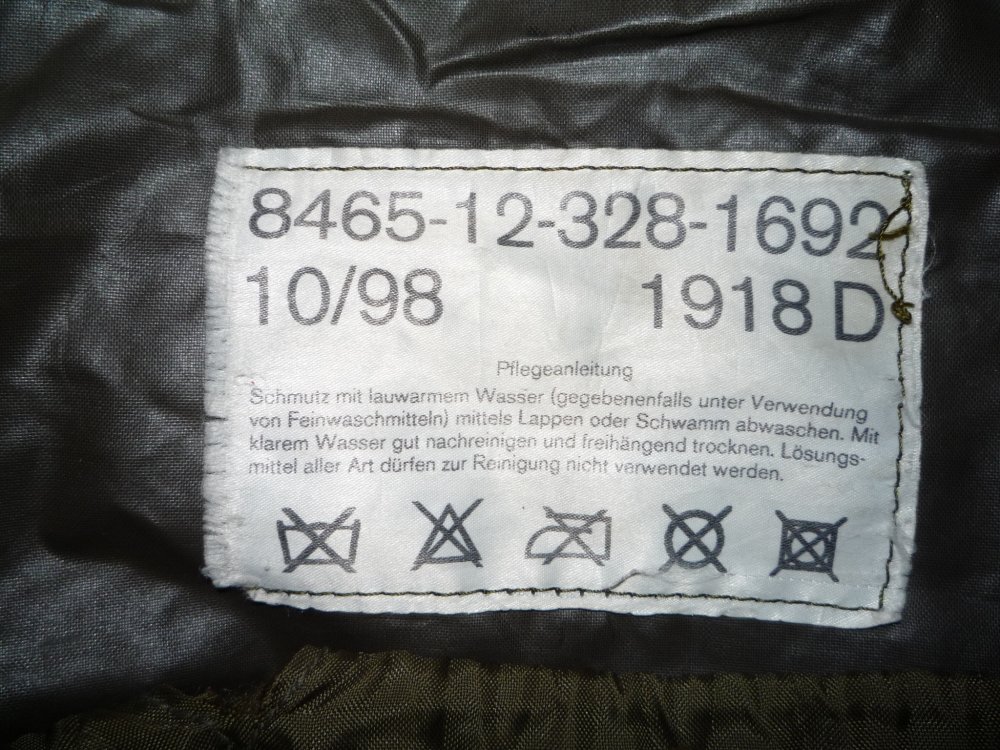 8465-12-328-1692
10/98 1918 D
Pflegeanleitung
Schmutz mit lauwarmem Wasser (gegebenenfalls unter Verwendung
von Feinwaschmitteln) mittels Lappen oder Schwamm abwaschen. Mit
klarem Wasser gut nachreinigen und freihängend trocknen. Lösungs-
mittel aller Art dürfen zur Reinigung nicht verwendet werden.